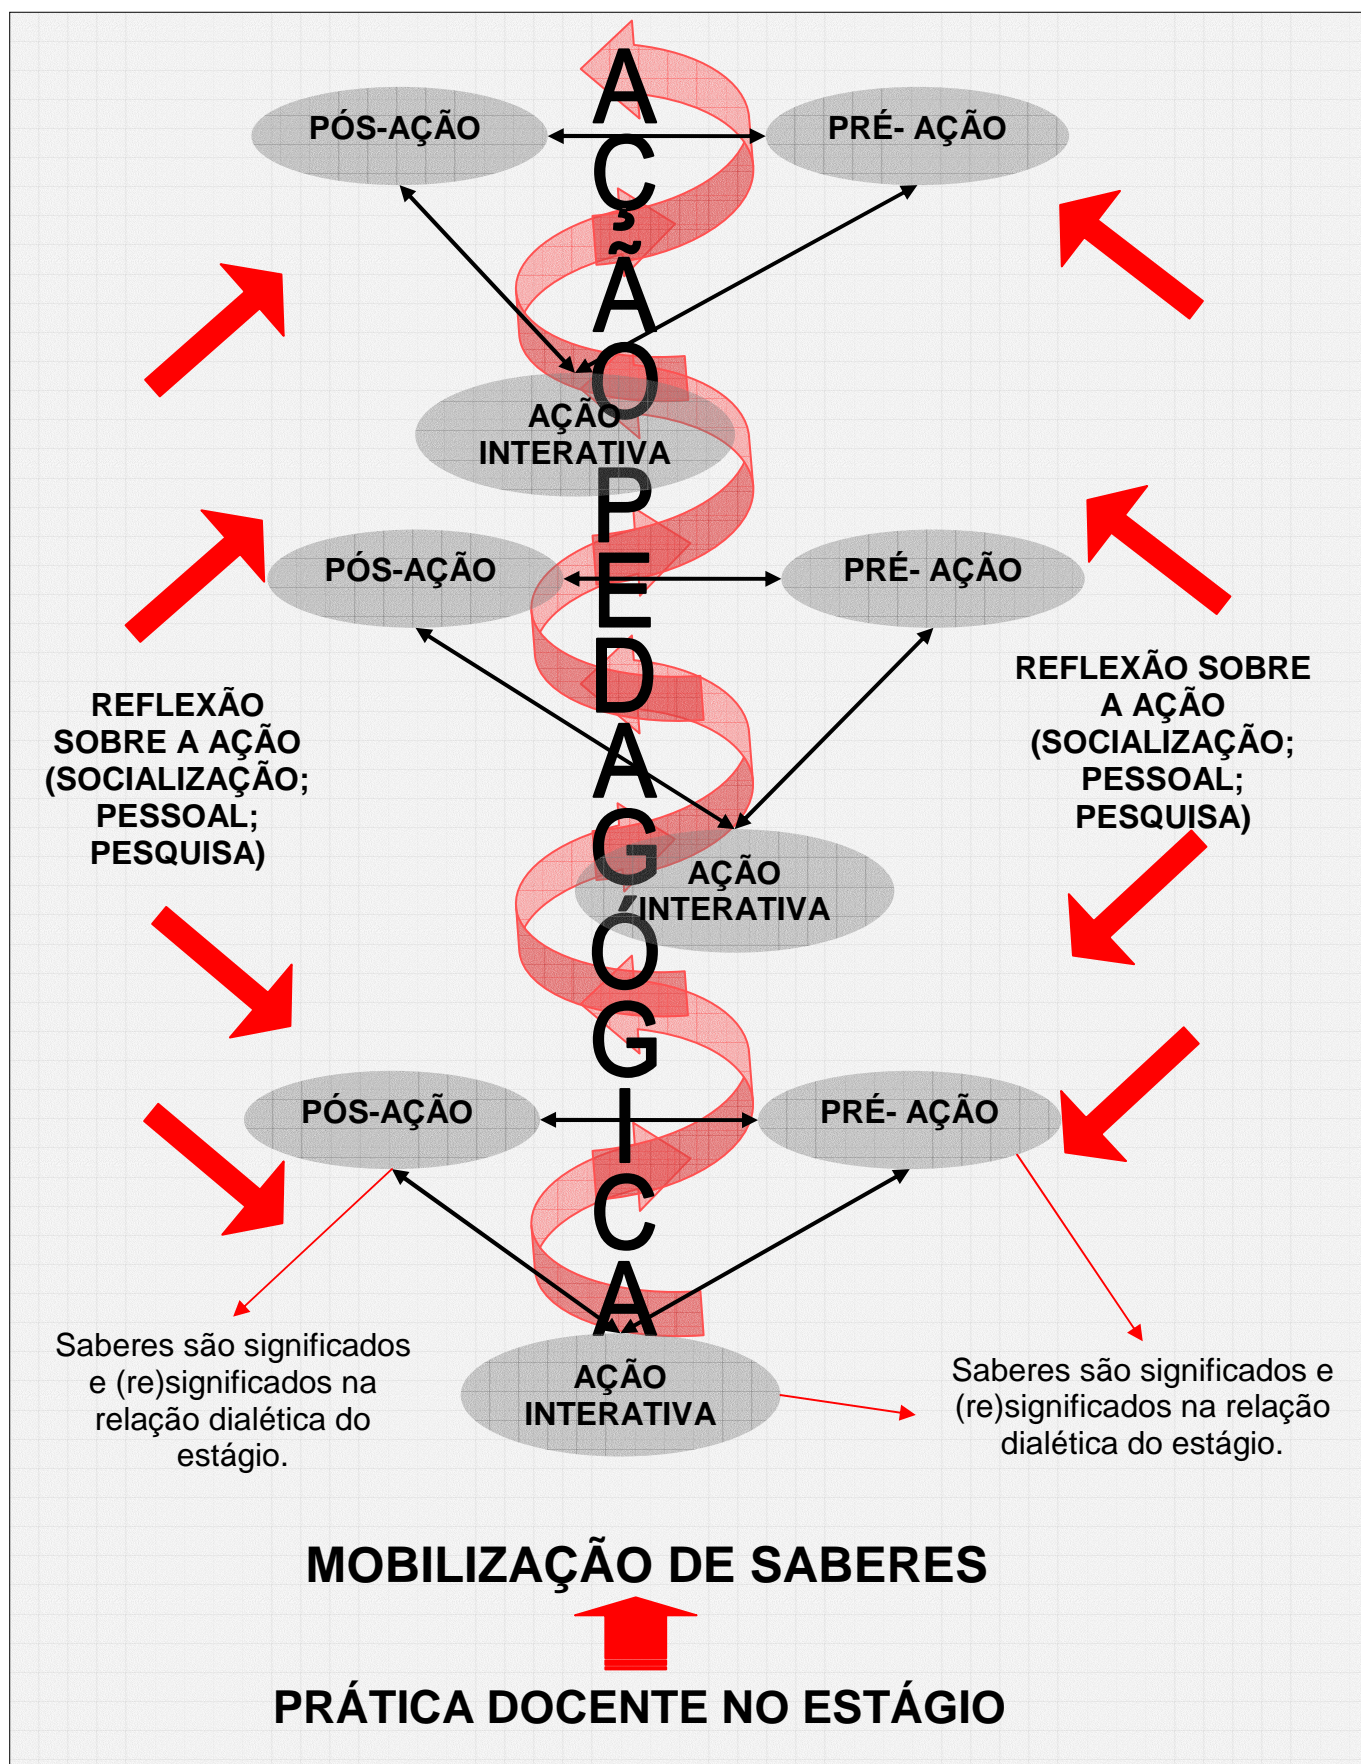 AÇÃO PEDAGÓGICA
PÓS-AÇÃO
PRÉ- AÇÃO
AÇÃO
INTERATIVA
PÓS-AÇÃO
PRÉ- AÇÃO
REFLEXÃO
SOBRE A AÇÃO
(SOCIALIZAÇÃO;
PESSOAL;
PESQUISA)
REFLEXÃO SOBRE
A AÇÃO
(SOCIALIZAÇÃO;
PESSOAL;
PESQUISA)
AÇÃO
INTERATIVA
PÓS-AÇÃO
PRÉ- AÇÃO
AÇÃO
INTERATIVA
Saberes são significados
e (re)significados na
relação dialética do
estágio.
Saberes são significados e
(re)significados na relação
dialética do estágio.
MOBILIZAÇÃO DE SABERES
PRÁTICA DOCENTE NO ESTÁGIO